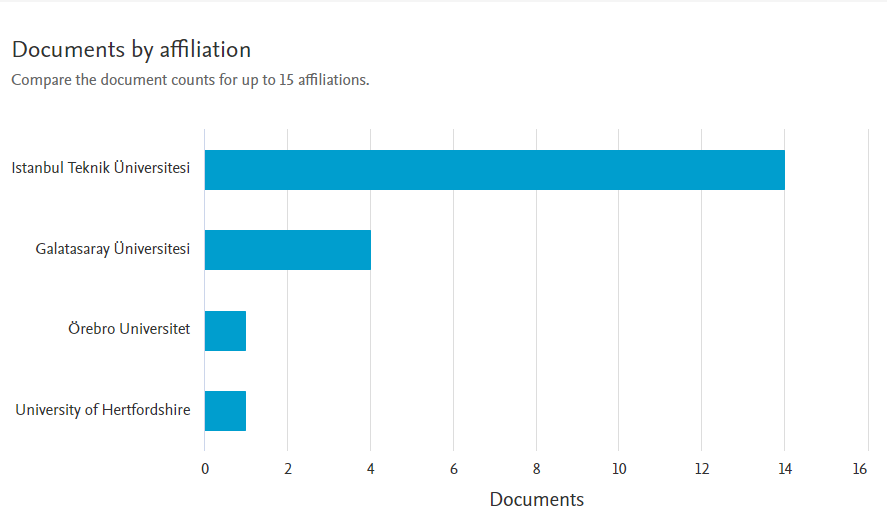 Documents by affiliation
Compare the document counts for up to 15 affiliations.
Istanbul Teknik Üniversitesi
Galatasaray Üniversitesi
Örebro Universitet
University of Hertfordshire
0 2 4 6 8 10 12 14 16
Documents